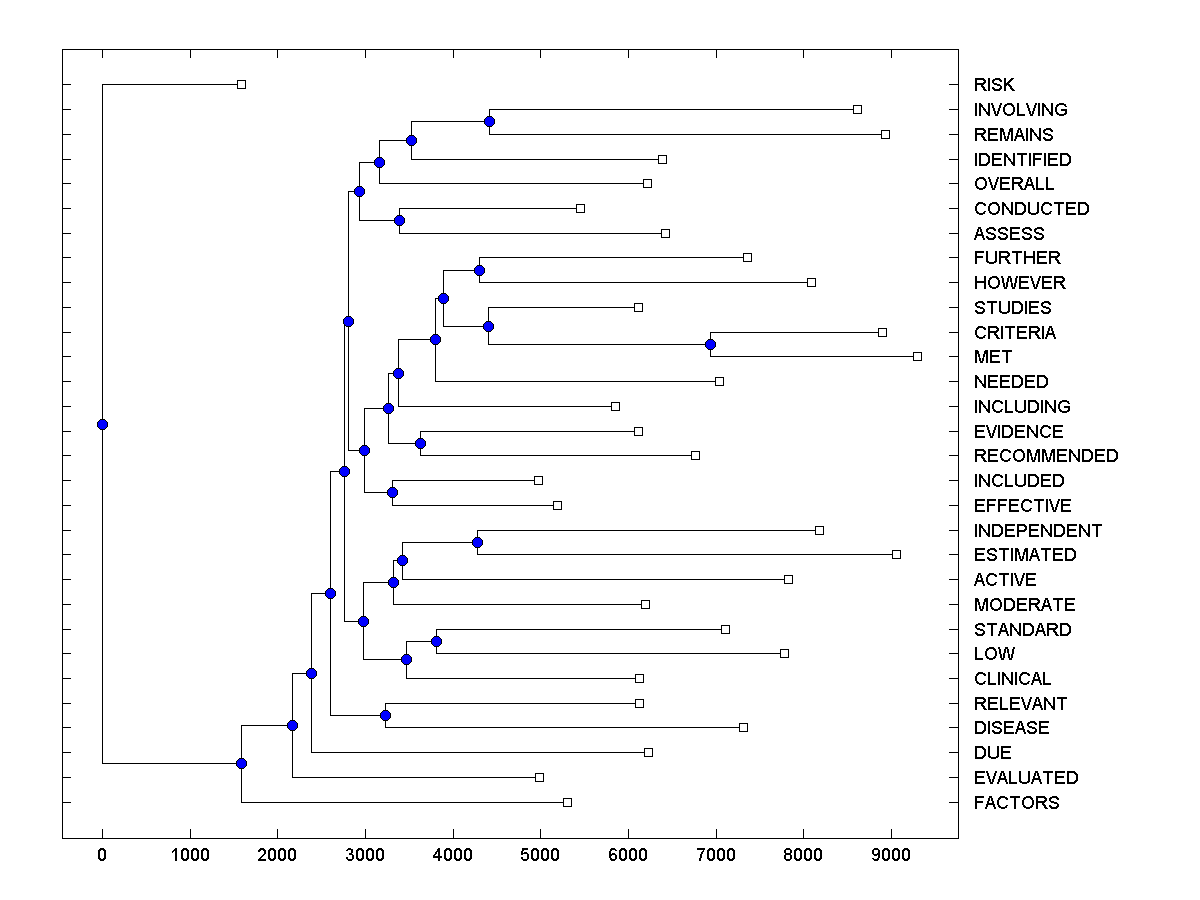 RISK
INVOLVING
REMAINS
IDENTIFIED
OVERALL
CONDUCTED
ASSESS
FURTHER
HOWEVER
STUDIES
CRITERIA
MET
NEEDED
INCLUDING
EVIDENCE
RECOMMENDED
INCLUDED
EFFECTIVE
INDEPENDENT
ESTIMATED
ACTIVE
MODERATE
STANDARD
LOW
CLINICAL
RELEVANT
DISEASE
DUE
EVALUATED
FACTORS
0 1000 2000 3000 4000 5000 6000 7000 8000 9000